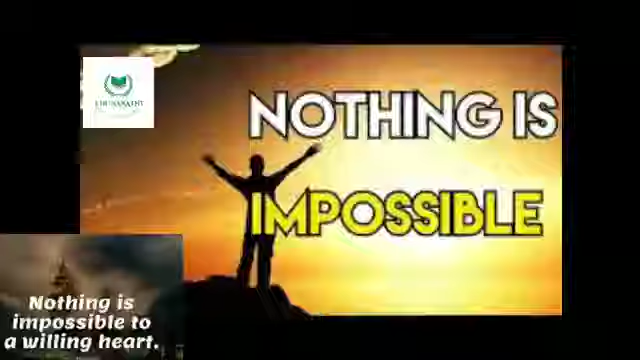 NOTHING IS
IMPOSSIBLE
Nothing is
impossible to
a willing heart.